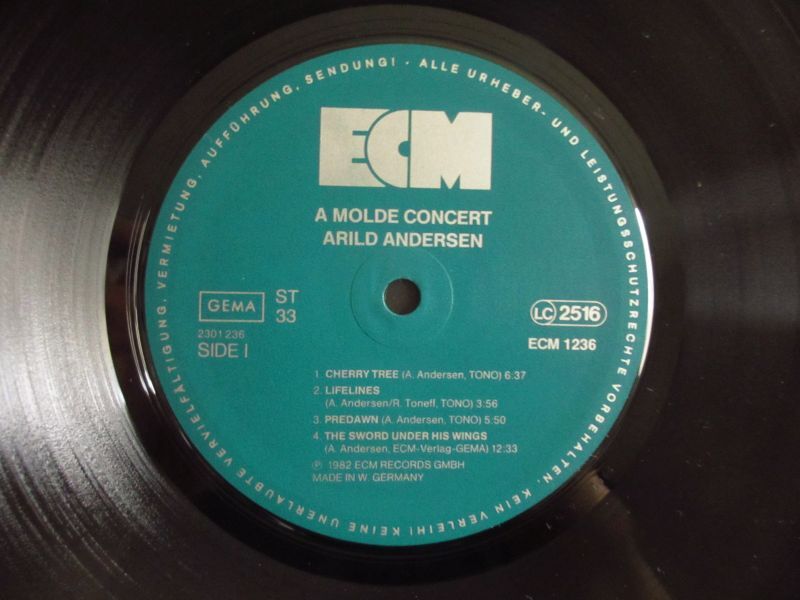 ALLE URHEBER- UND LEISTUNGSSCHUTZRECHTE VORBEHALTEN. KEIN VERLEIH! KEINE UNERLAUBTE VERVIELFÄLTIGUNG, VERMIETUNG, AUFFÜHRUNG, SENDUNG! ·
ECM
A MOLDE CONCERT
ARILD ANDERSEN
GEMA
ST
33
LC 2516
2301 236
SIDE I
ECM 1236
1. CHERRY TREE (A. Andersen, TONO) 6:37
2. LIFELINES
(A. Andersen/R. Toneff, TONO) 3:56
3. PREDAWN (A. Andersen, TONO) 5:50
4. THE SWORD UNDER HIS WINGS
(A. Andersen, ECM-Verlag-GEMA) 12:33
℗ 1982 ECM RECORDS GMBH
MADE IN W. GERMANY